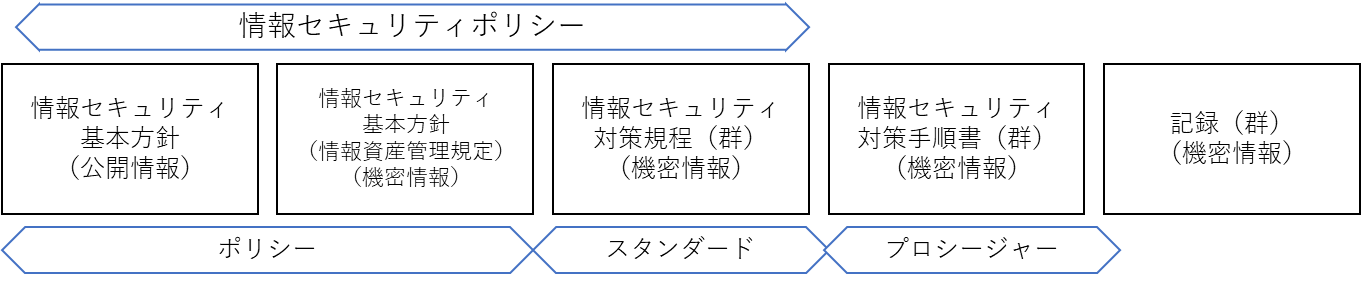 情報セキュリティポリシー
情報セキュリティ
基本方針
（公開情報）
情報セキュリティ
基本方針
（情報資産管理規定）
（機密情報）
情報セキュリティ
対策規程（群）
（機密情報）
情報セキュリティ
対策手順書（群）
（機密情報）
記録（群）
（機密情報）
ポリシー
スタンダード
プロシージャー